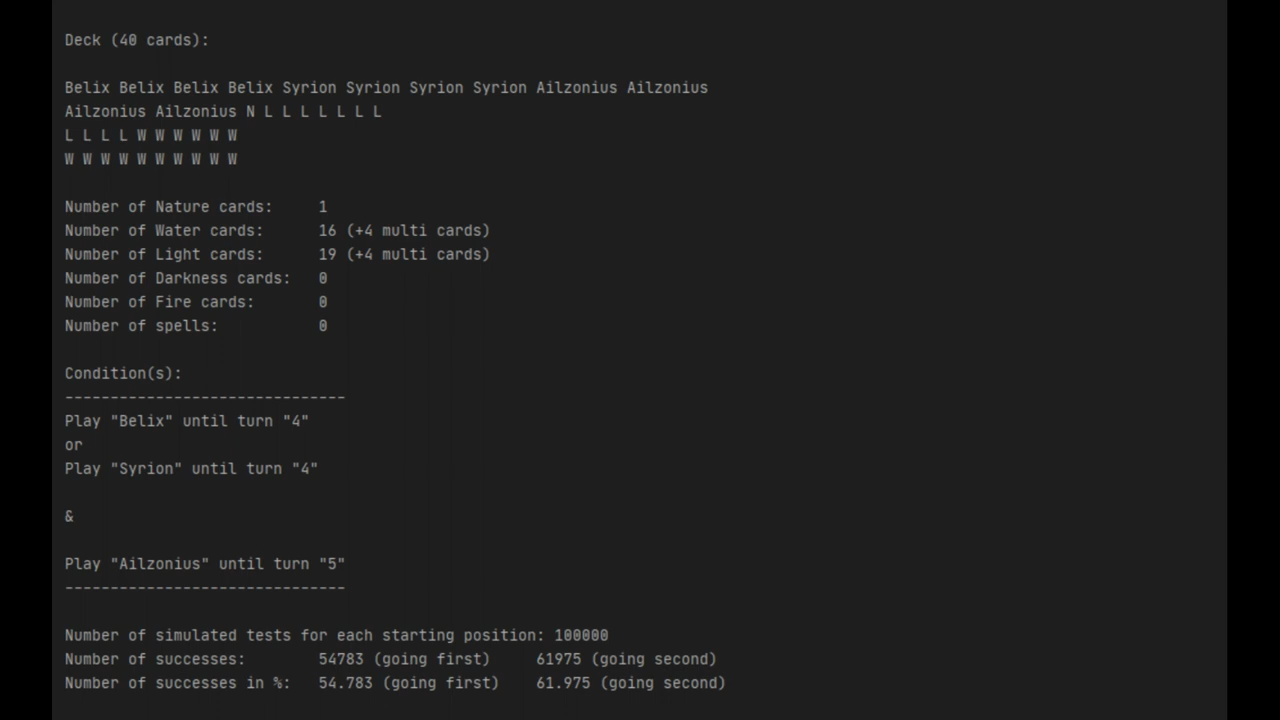 Deck (40 cards):
Belix Belix Belix Belix Syrion Syrion Syrion Syrion Ailzonius Ailzonius
Ailzonius Ailzonius N L L L L L L L
L L L L W W W W W W
W W W W W W W W W W
Number of Nature cards: 1
Number of Water cards: 16 (+4 multi cards)
Number of Light cards: 19 (+4 multi cards)
Number of Darkness cards: 0
Number of Fire cards: 0
Number of spells: 0
Condition(s):
-------------------------------
Play "Belix" until turn "4"
or
Play "Syrion" until turn "4"
&
Play "Ailzonius" until turn "5"
-------------------------------
Number of simulated tests for each starting position: 100000
Number of successes: 54783 (going first) 61975 (going second)
Number of successes in %: 54.783 (going first) 61.975 (going second)